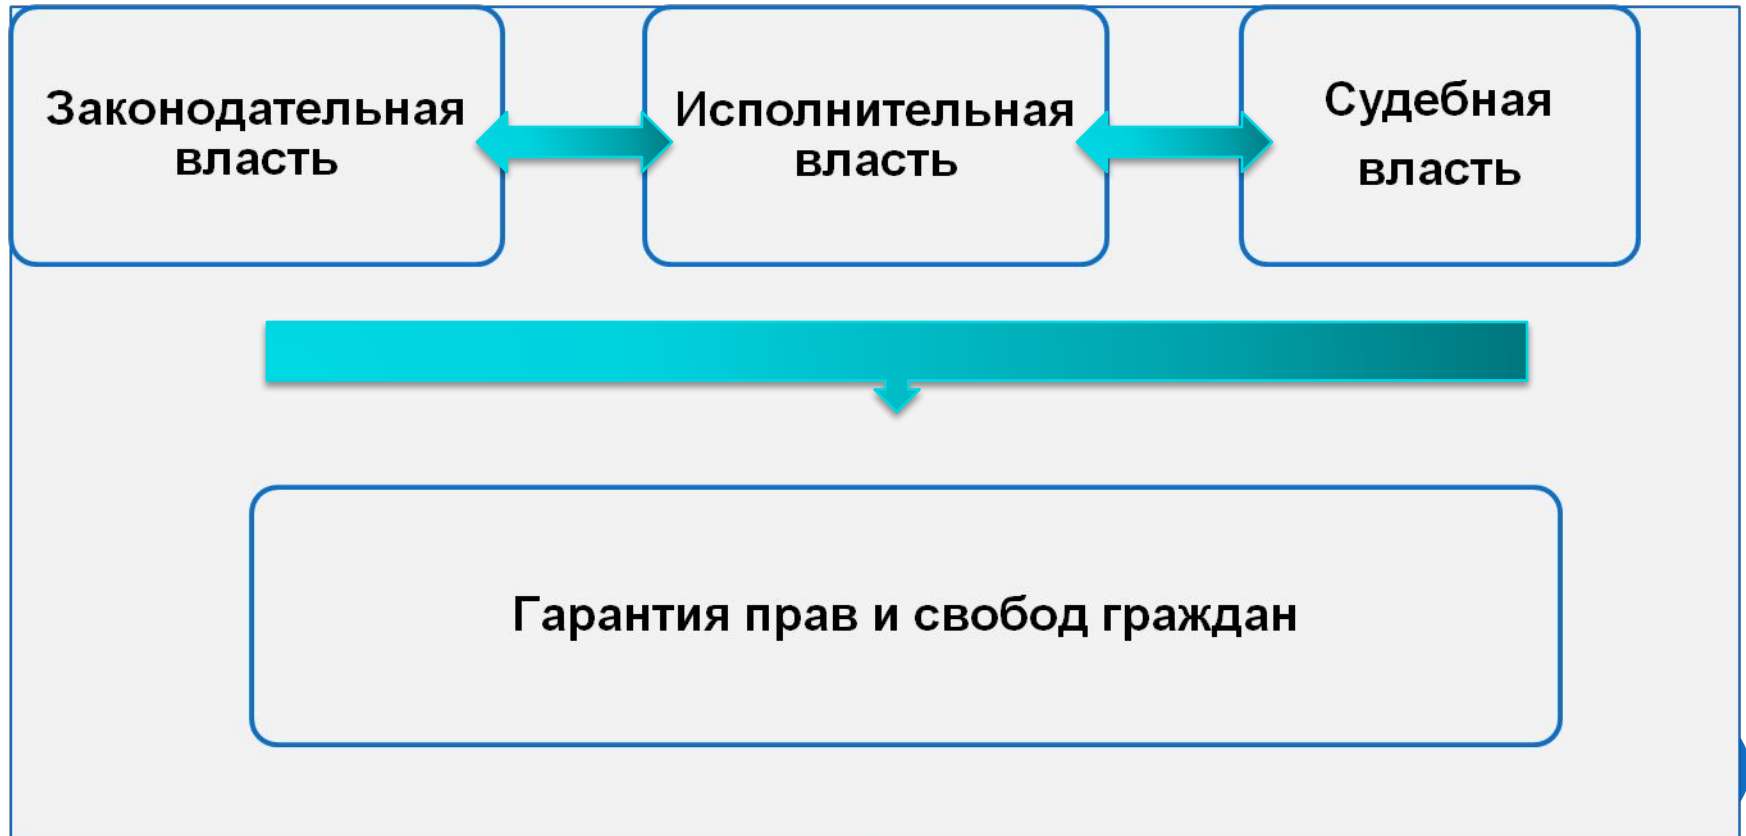 Законодательная
власть
Исполнительная
власть
Судебная
власть
Гарантия прав и свобод граждан